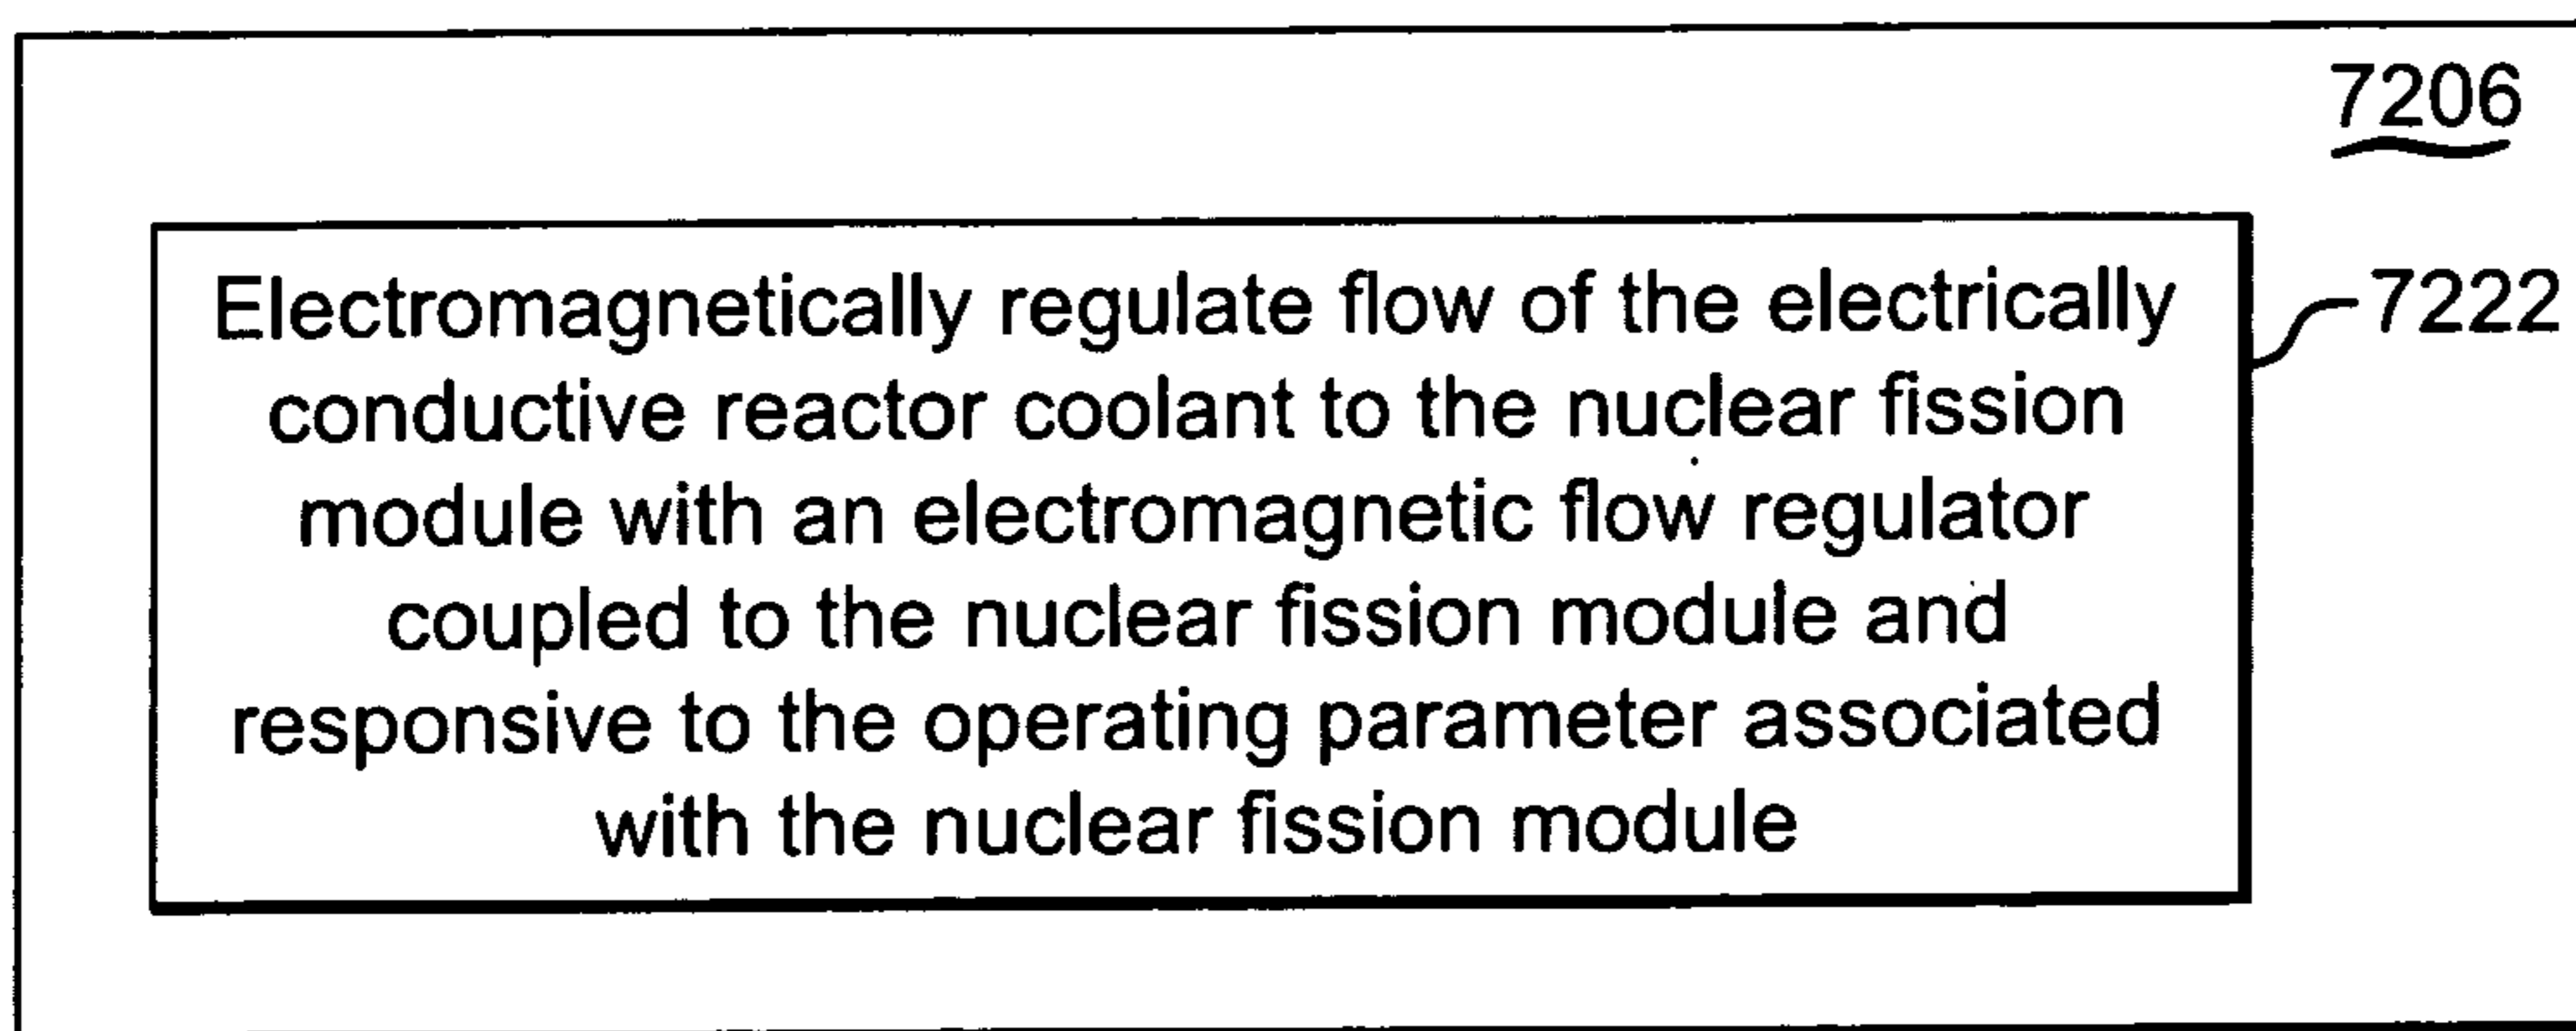 7206
Electromagnetically regulate flow of the electrically
7222
conductive reactor coolant to the nuclear fission
module with an electromagnetic flow regulator
coupled to the nuclear fission module and
responsive to the operating parameter associated
with the nuclear fission module